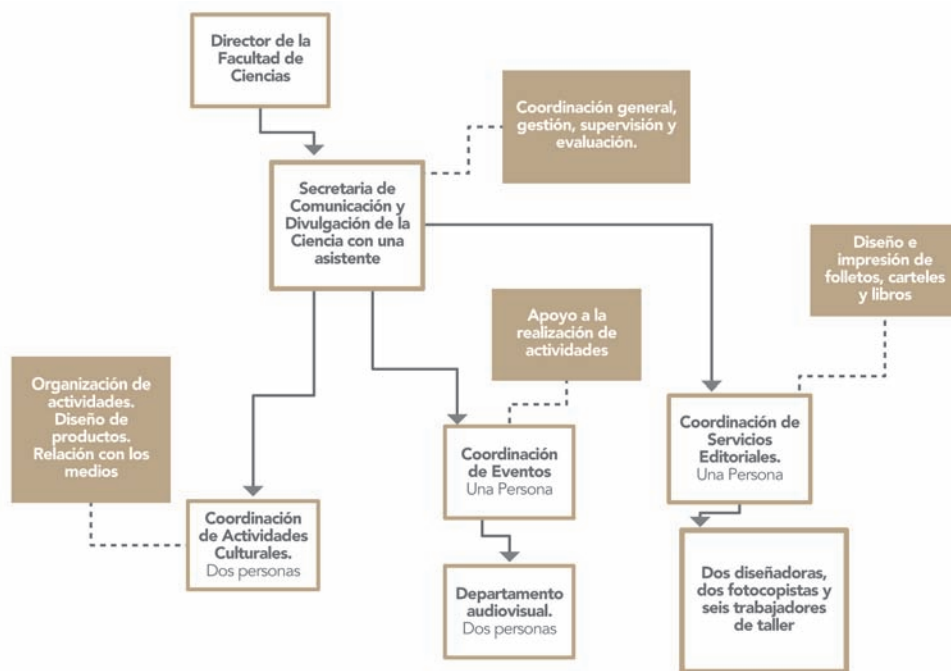 Director de la
Facultad de
Ciencias
Coordinación general,
gestión, supervisión y
evaluación.
Secretaria de
Comunicación y
Divulgación de la
Ciencia con una
asistente
Diseño e
impresión de
folletos, carteles
y libros
Apoyo a la
realización de
actividades
Organización de
actividades.
Diseño de
productos.
Relación con los
medios
Coordinación
de Actividades
Culturales.
Dos personas
Coordinación
de Eventos
Una Persona
Coordinación de
Servicios
Editoriales.
Una Persona
Departamento
audiovisual.
Dos personas
Dos diseñadoras,
dos fotocopistas y
seis trabajadores
de taller